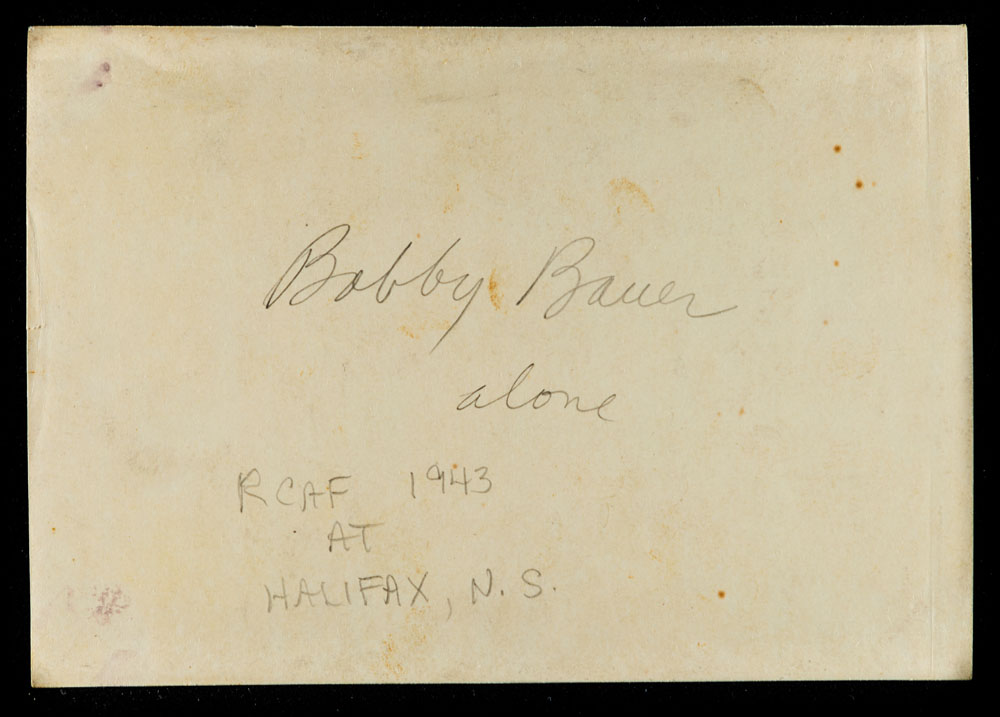 Bobby Bauer
alone
RCAF 1943
AT
HALIFAX, N.S.